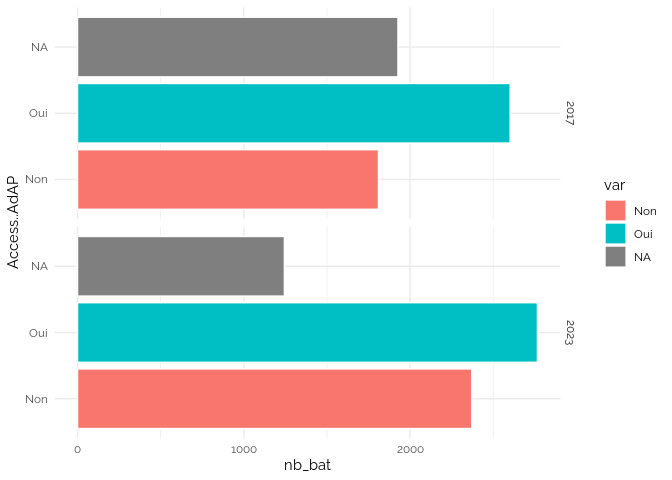 NA
Oui
Non
2017
NA
Oui
Non
2023
Access..AdAP
0 1000 2000
nb_bat
var
Non
Oui
NA